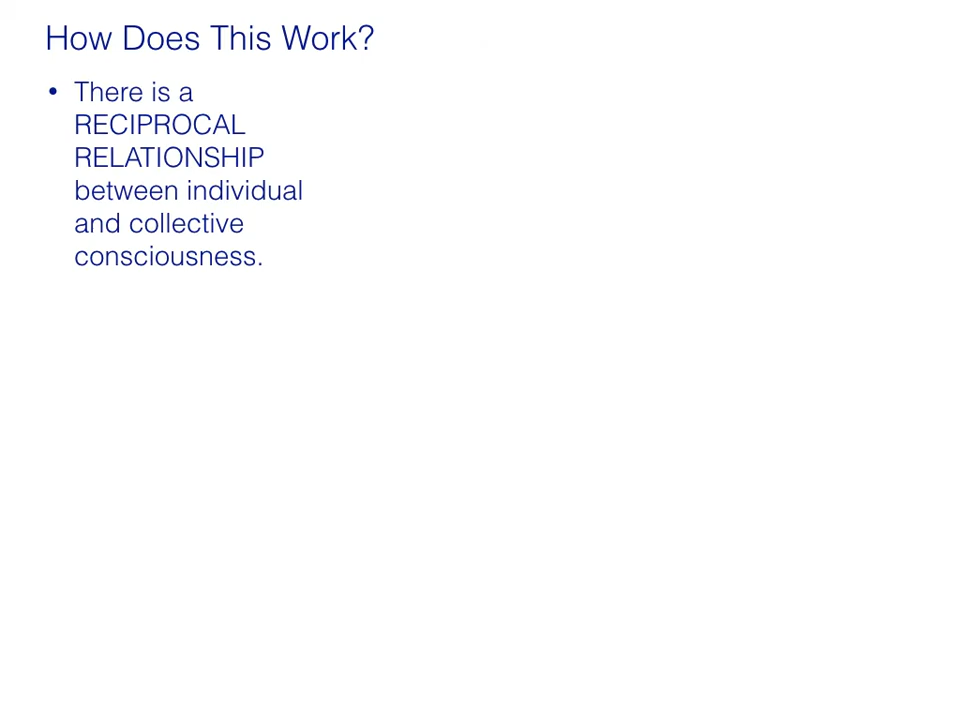 How Does This Work?
• There is a
RECIPROCAL
RELATIONSHIP
between individual
and collective
consciousness.